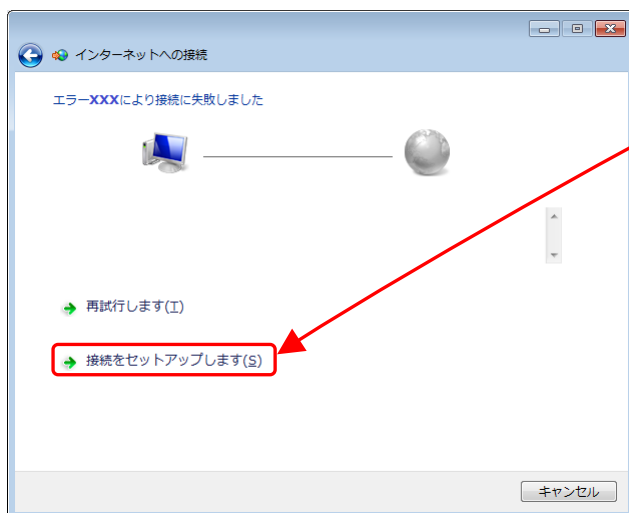 インターネットへの接続
エラーXXXにより接続に失敗しました
再試行します(T)
接続をセットアップします(S)
キャンセル